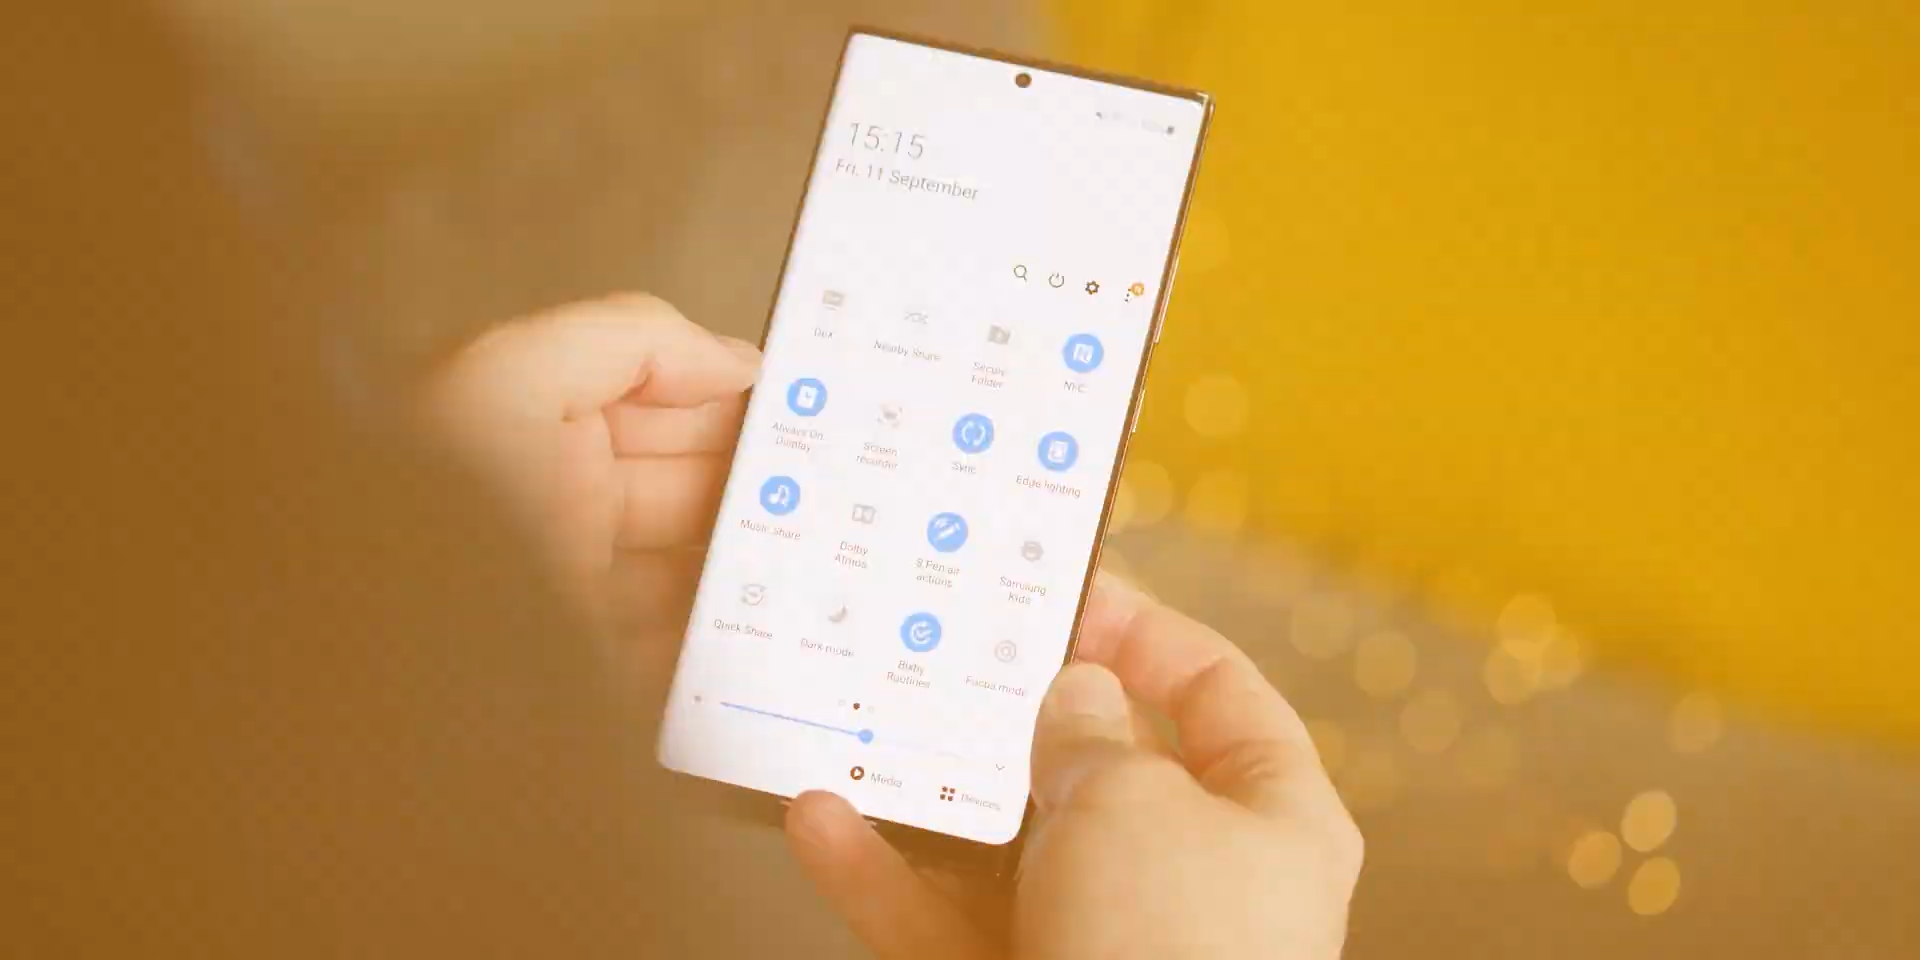 15:15
Fri, 11 September
DeX
Nearby Share
Secure
Folder
NFC
Always On
Display
Screen
recorder
Sync
Edge lighting
Music Share
Dolby
Atmos
S Pen air
actions
Samsung
Kids
Quick Share
Dark mode
Bixby
Routines
Focus mode
Media
Devices